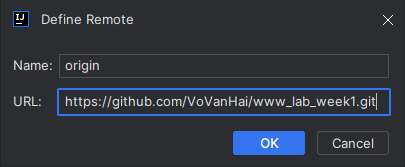 Define Remote
Name: origin
URL: https://github.com/VoVanHai/www_lab_week1.git
OK Cancel